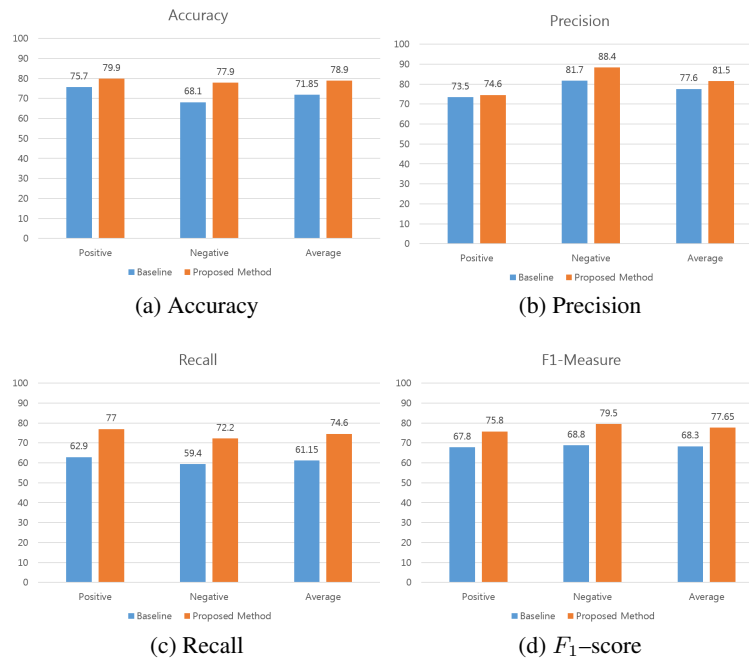 Accuracy
100
90
80
70
60
50
40
30
20
10
0
75.7
79.9
68.1
77.9
71.85
78.9
Positive
Negative
Average
Baseline
Proposed Method
(a) Accuracy
Precision
100
90
80
70
60
50
40
30
20
10
0
73.5
74.6
81.7
88.4
77.6
81.5
Positive
Negative
Average
Baseline
Proposed Method
(b) Precision
Recall
100
90
80
70
60
50
40
30
20
10
0
62.9
77
59.4
72.2
61.15
74.6
Positive
Negative
Average
Baseline
Proposed Method
(c) Recall
F1-Measure
100
90
80
70
60
50
40
30
20
10
0
67.8
75.8
68.8
79.5
68.3
77.65
Positive
Negative
Average
Baseline
Proposed Method
(d) F₁–score